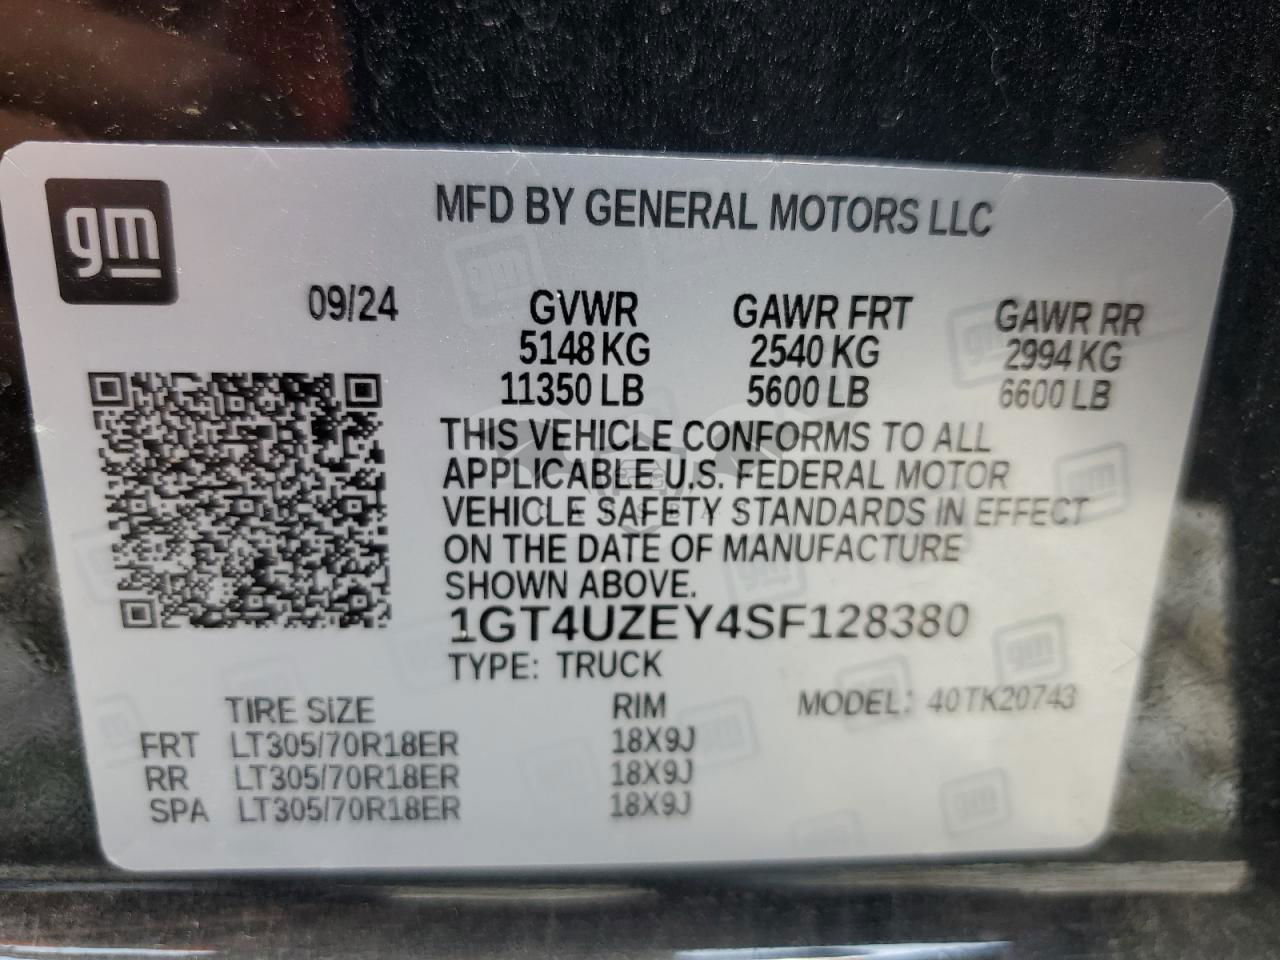 gm
MFD BY GENERAL MOTORS LLC
09/24 GVWR GAWR FRT GAWR RR
5148 KG 2540 KG 2994 KG
11350 LB 5600 LB 6600 LB
THIS VEHICLE CONFORMS TO ALL
APPLICABLE U.S. FEDERAL MOTOR
VEHICLE SAFETY STANDARDS IN EFFECT
ON THE DATE OF MANUFACTURE
SHOWN ABOVE.
1GT4UZEY4SF128380
TYPE: TRUCK
TIRE SIZE RIM MODEL: 40TK20743
FRT LT305/70R18ER 18X9J
RR LT305/70R18ER 18X9J
SPA LT305/70R18ER 18X9J